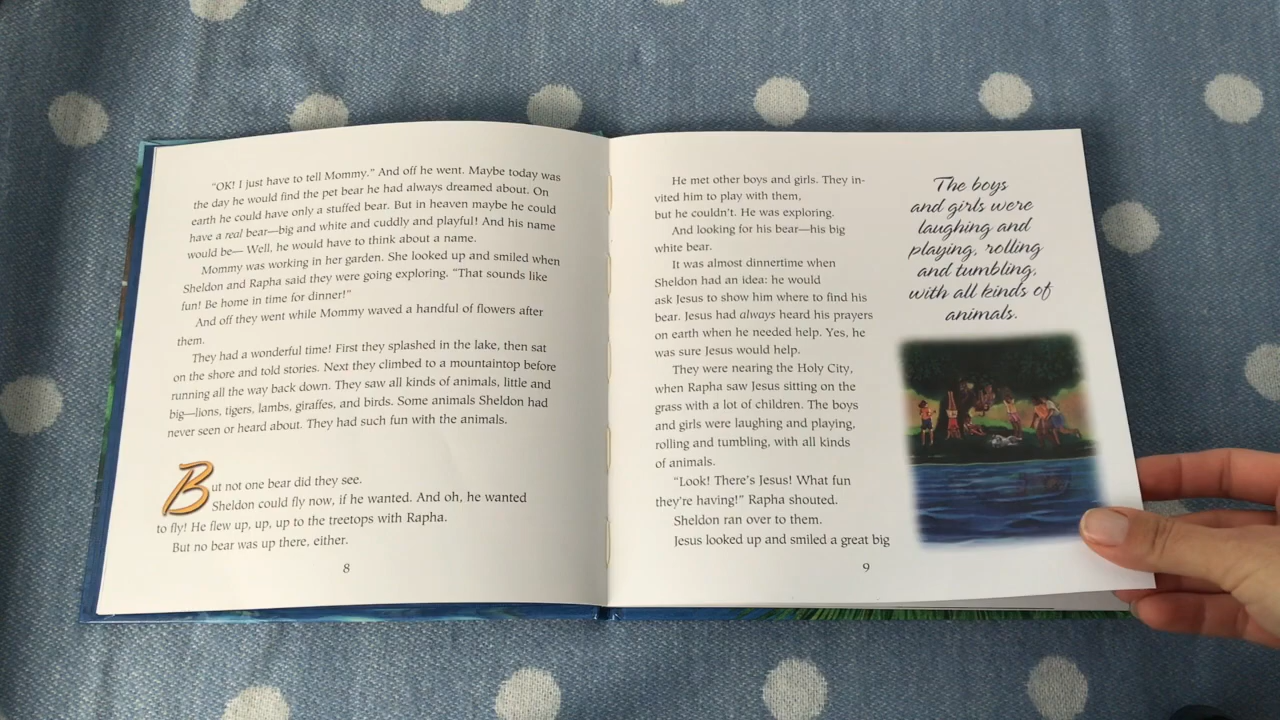 "OK! I just have to tell Mommy." And off he went. Maybe today was
the day he would find the pet bear he had always dreamed about. On
earth he could have only a stuffed bear. But in heaven maybe he could
have a real bear—big and white and cuddly and playful! And his name
would be— Well, he would have to think about a name.
Mommy was working in her garden. She looked up and smiled when
Sheldon and Rapha said they were going exploring. "That sounds like
fun! Be home in time for dinner!"
And off they went while Mommy waved a handful of flowers after
them.
They had a wonderful time! First they splashed in the lake, then sat
on the shore and told stories. Next they climbed to a mountaintop before
running all the way back down. They saw all kinds of animals, little and
big—lions, tigers, lambs, giraffes, and birds. Some animals Sheldon had
never seen or heard about. They had such fun with the animals.
But not one bear did they see.
Sheldon could fly now, if he wanted. And oh, he wanted
to fly! He flew up, up, up to the treetops with Rapha.
But no bear was up there, either.
8
He met other boys and girls. They in-
vited him to play with them,
but he couldn't. He was exploring.
And looking for his bear—his big
white bear.
It was almost dinnertime when
Sheldon had an idea: he would
ask Jesus to show him where to find his
bear. Jesus had always heard his prayers
on earth when he needed help. Yes, he
was sure Jesus would help.
They were nearing the Holy City,
when Rapha saw Jesus sitting on the
grass with a lot of children. The boys
and girls were laughing and playing,
rolling and tumbling, with all kinds
of animals.
"Look! There's Jesus! What fun
they're having!" Rapha shouted.
Sheldon ran over to them.
Jesus looked up and smiled a great big
9
The boys
and girls were
laughing and
playing, rolling
and tumbling,
with all kinds of
animals.